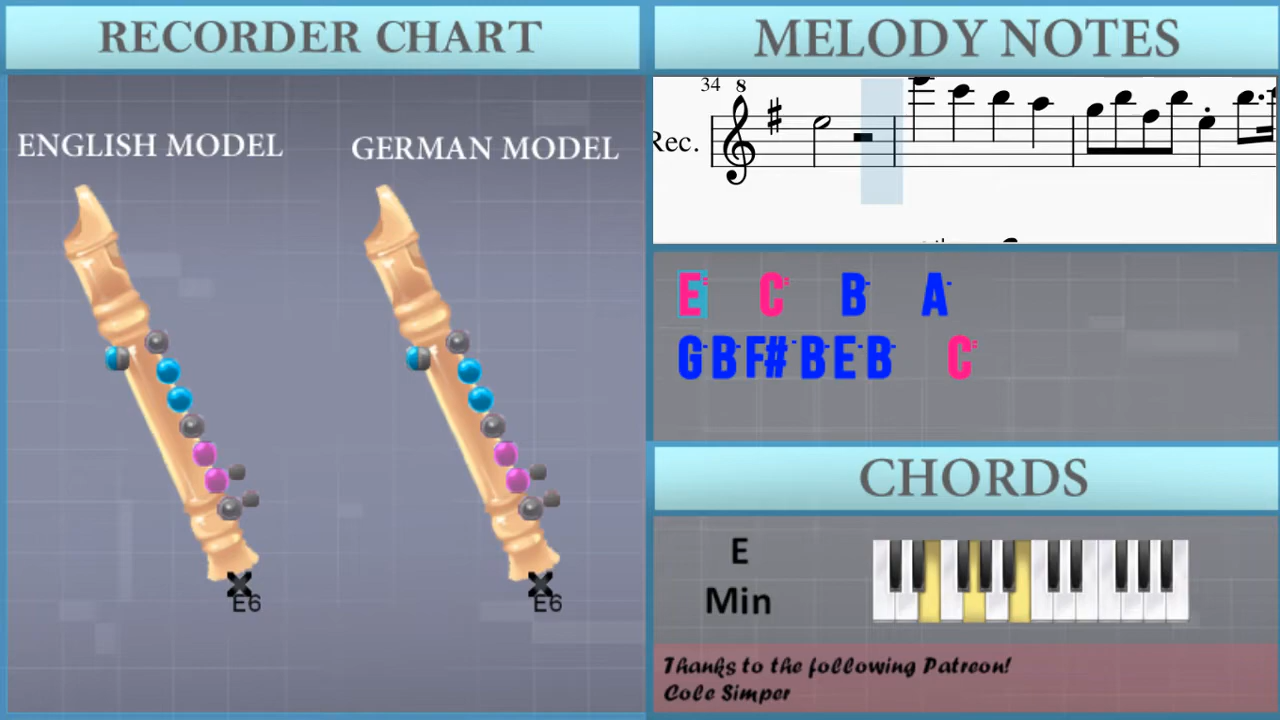 RECORDER CHART
ENGLISH MODEL
GERMAN MODEL
E6
E6
MELODY NOTES
34
8
Rec.
E C B A
G B F# B E B C
CHORDS
E
Min
Thanks to the following Patreon!
Cole Simper